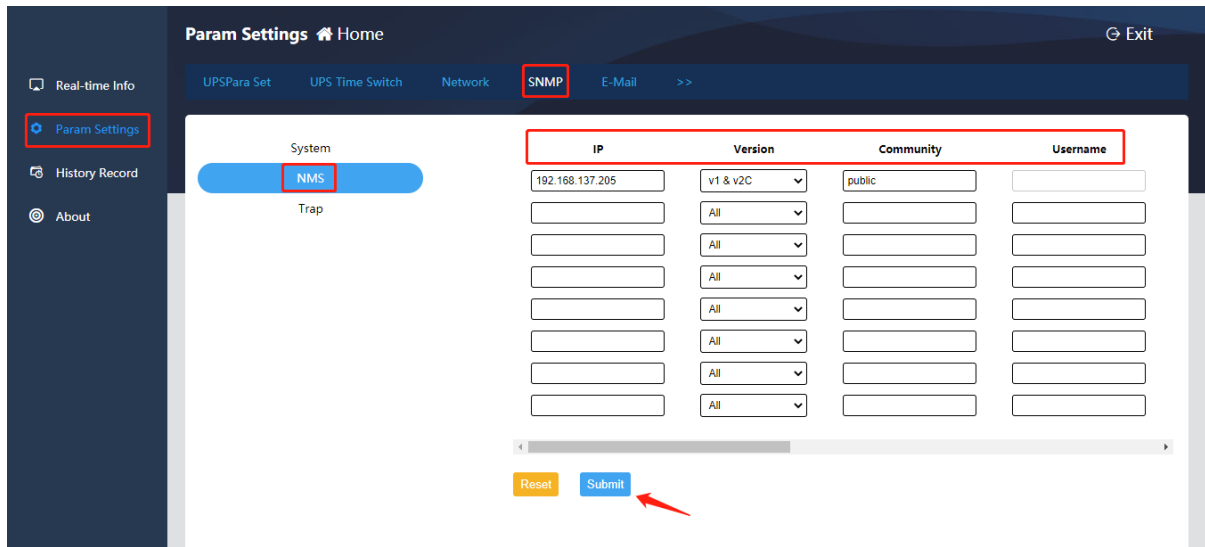 Param Settings Home Exit
UPSPara Set UPS Time Switch Network SNMP E-Mail >>
Real-time Info
Param Settings
History Record
About
System
NMS
Trap
IP Version Community Username
192.168.137.205 v1 & v2C public
All
All
All
All
All
All
All
Reset Submit